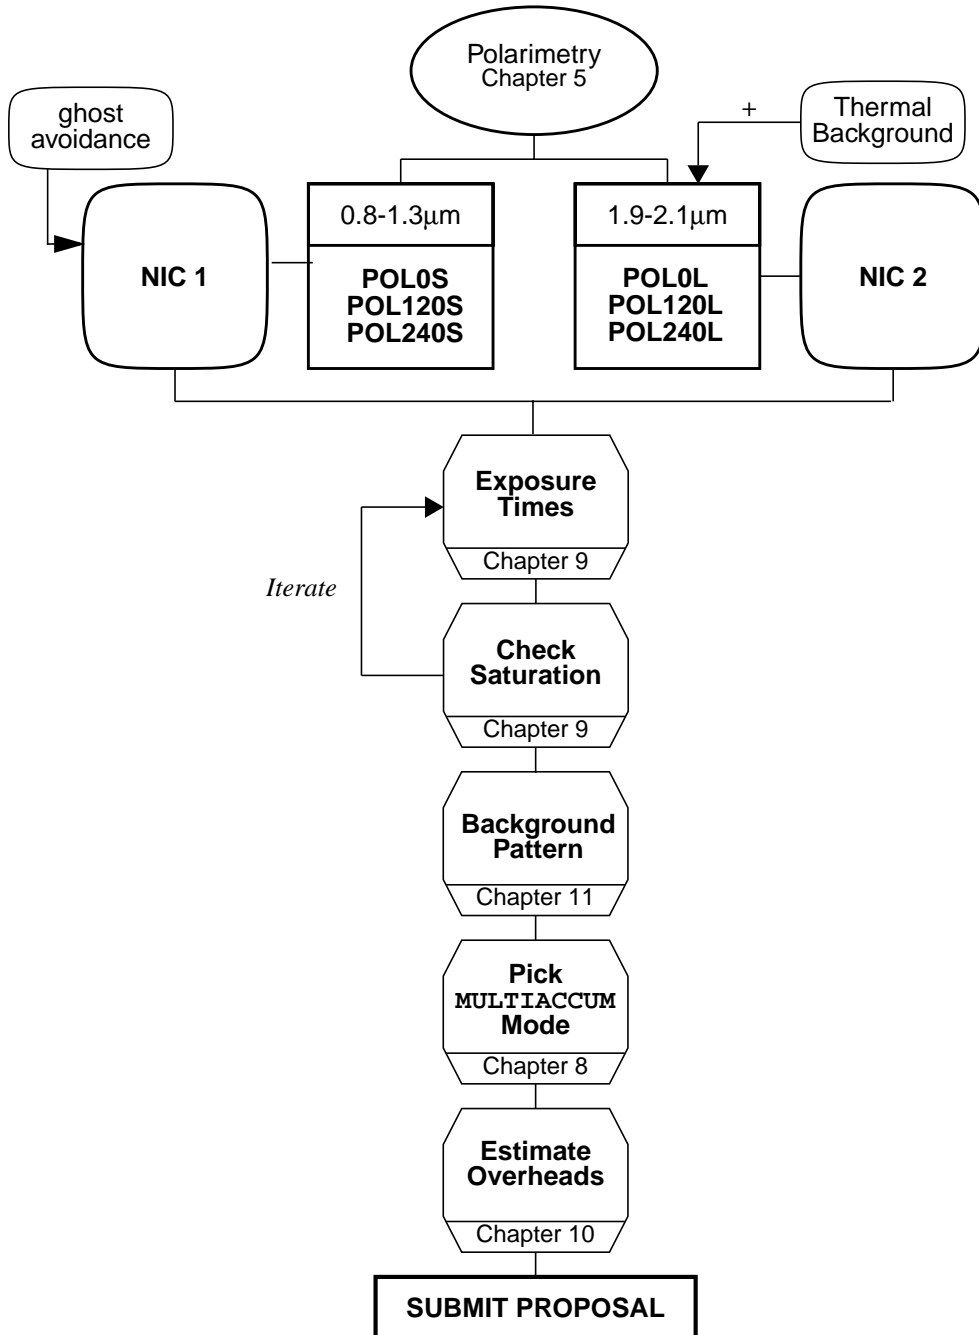 Polarimetry
Chapter 5
ghost
avoidance
+
Thermal
Background
0.8-1.3μm
1.9-2.1μm
NIC 1
POL0S
POL120S
POL240S
POL0L
POL120L
POL240L
NIC 2
Exposure
Times
Chapter 9
Iterate
Check
Saturation
Chapter 9
Background
Pattern
Chapter 11
Pick
MULTIACCUM
Mode
Chapter 8
Estimate
Overheads
Chapter 10
SUBMIT PROPOSAL